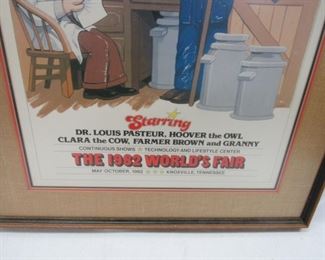 Starring
DR. LOUIS PASTEUR, HOOVER the OWL
CLARA the COW, FARMER BROWN and GRANNY
CONTINUOUS SHOWS ★ TECHNOLOGY AND LIFESTYLE CENTER
THE 1982 WORLD'S FAIR
MAY OCTOBER, 1982 ★★★ KNOXVILLE, TENNESSEE